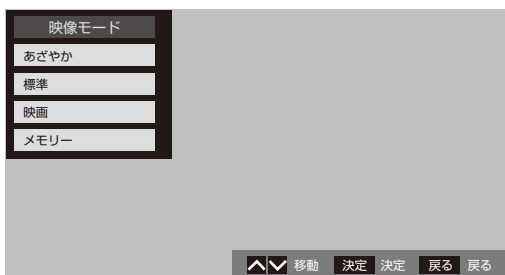 映像モード
あざやか
標準
映画
メモリー
移動 決定 決定 戻る 戻る